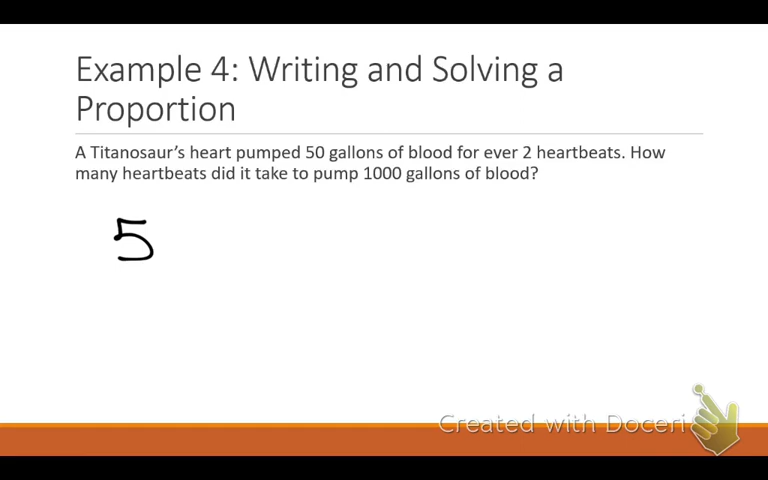 Example 4: Writing and Solving a
Proportion
A Titanosaur's heart pumped 50 gallons of blood for ever 2 heartbeats. How
many heartbeats did it take to pump 1000 gallons of blood?
5
Created with Doceri